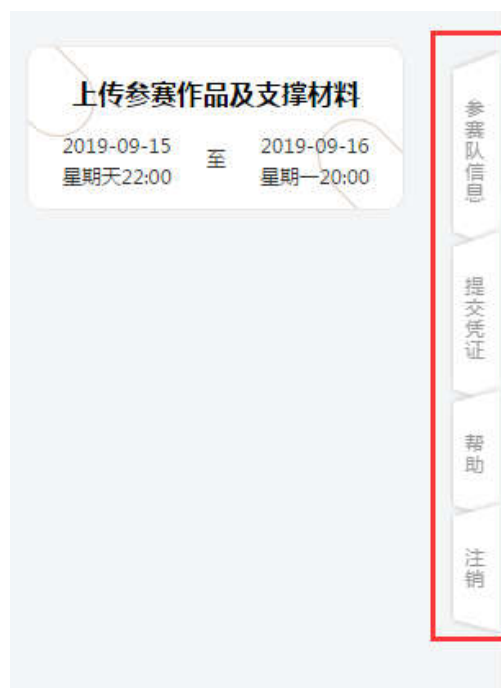 上传参赛作品及支撑材料
2019-09-15 至 2019-09-16
星期天22:00 星期一20:00
参赛队信息
提交凭证
帮助
注销